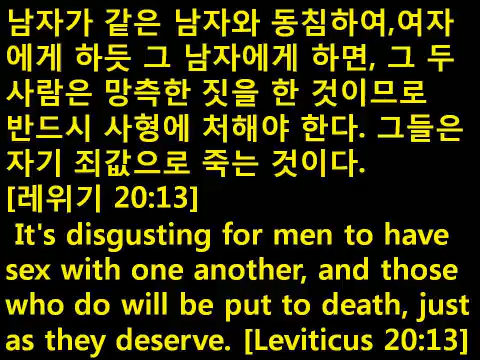 남자가 같은 남자와 동침하여,여자
에게 하듯 그 남자에게 하면, 그 두
사람은 망측한 짓을 한 것이므로
반드시 사형에 처해야 한다. 그들은
자기 죄값으로 죽는 것이다.
[레위기 20:13]
It's disgusting for men to have
sex with one another, and those
who do will be put to death, just
as they deserve. [Leviticus 20:13]